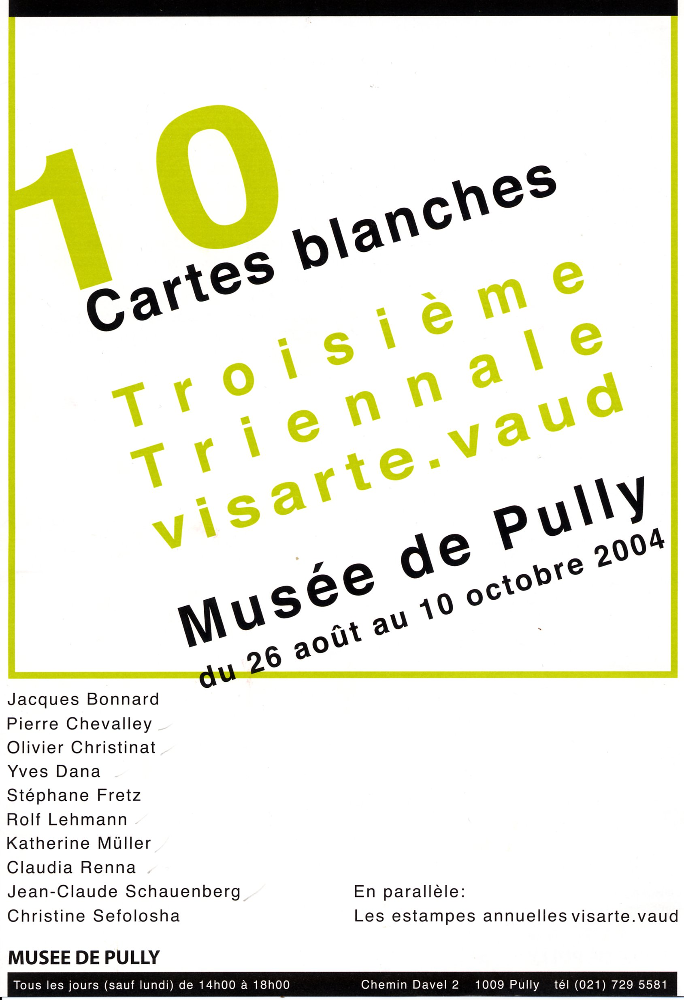 10
Cartes blanches
Troisième
Triennale
visarte.vaud
Musée de Pully
du 26 août au 10 octobre 2004
Jacques Bonnard
Pierre Chevalley
Olivier Christinat
Yves Dana
Stéphane Fretz
Rolf Lehmann
Katherine Müller
Claudia Renna
Jean-Claude Schauenberg
Christine Sefolosha
En parallèle:
Les estampes annuelles visarte.vaud
MUSEE DE PULLY
Tous les jours (sauf lundi) de 14h00 à 18h00 Chemin Davel 2 1009 Pully tél (021) 729 5581